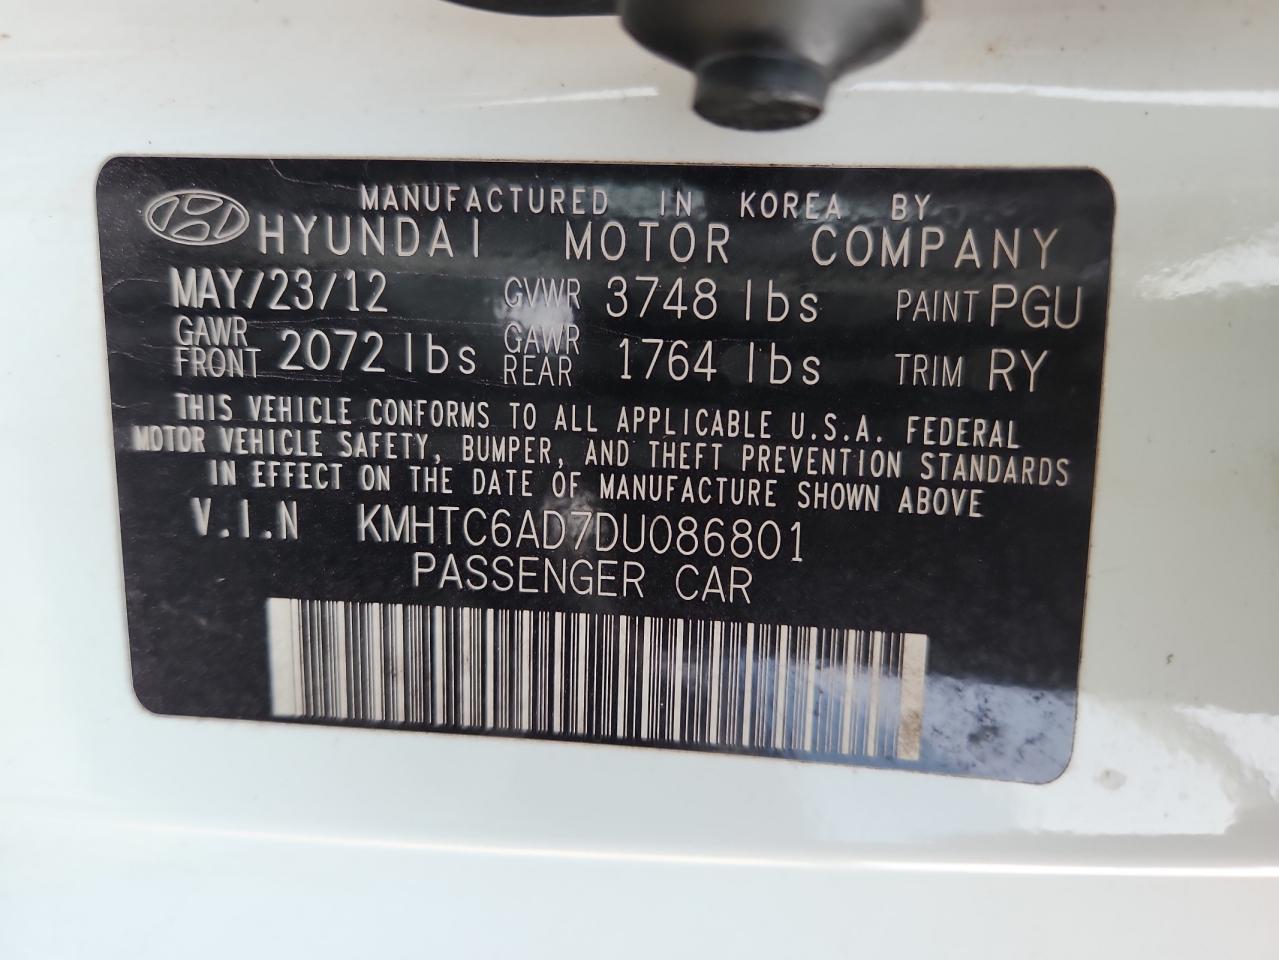 MANUFACTURED IN KOREA BY
HYUNDAI MOTOR COMPANY
MAY/23/12 GVWR 3748 lbs PAINT PGU
GAWR FRONT 2072 lbs GAWR REAR 1764 lbs TRIM RY
THIS VEHICLE CONFORMS TO ALL APPLICABLE U.S.A. FEDERAL
MOTOR VEHICLE SAFETY, BUMPER, AND THEFT PREVENTION STANDARDS
IN EFFECT ON THE DATE OF MANUFACTURE SHOWN ABOVE
V.I.N KMHTC6AD7DU086801
PASSENGER CAR